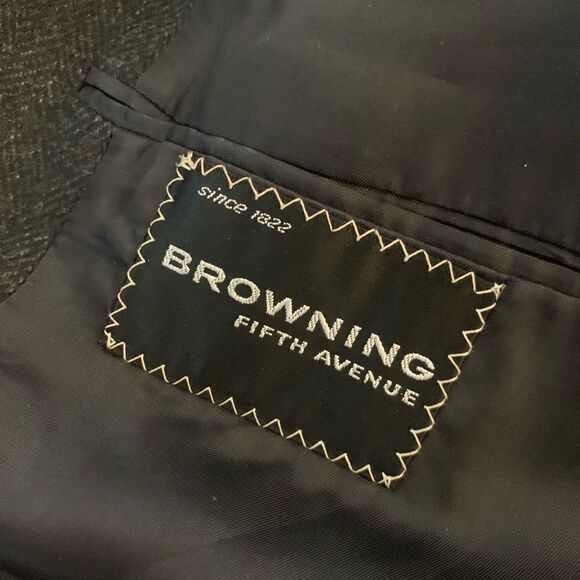 since 1822
BROWNING
FIFTH AVENUE